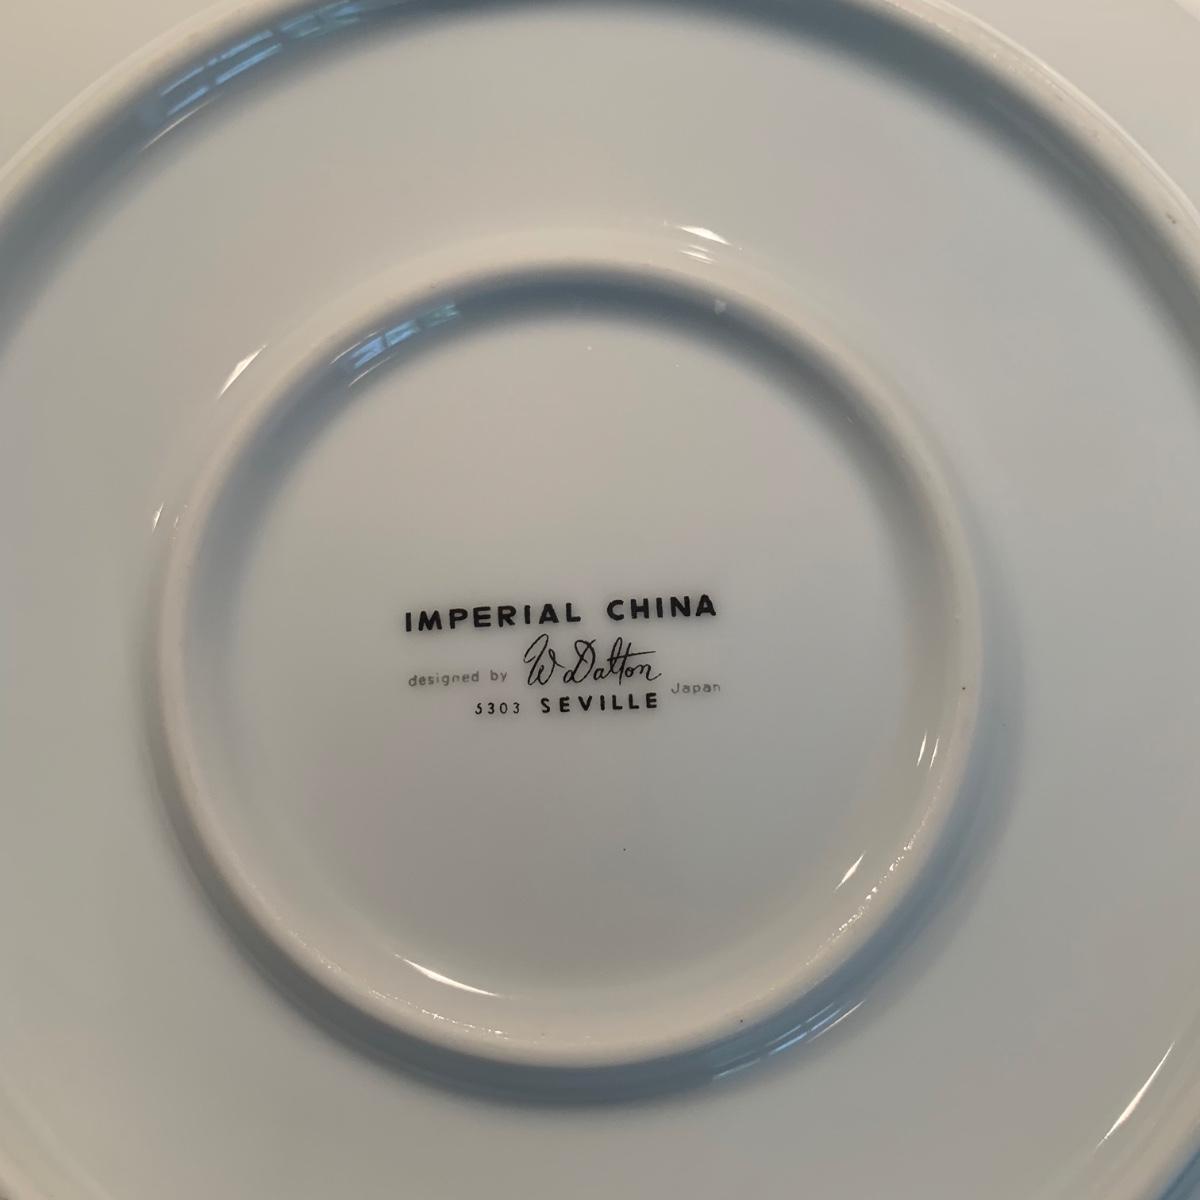 IMPERIAL CHINA
designed by W Dalton Japan
5303 SEVILLE